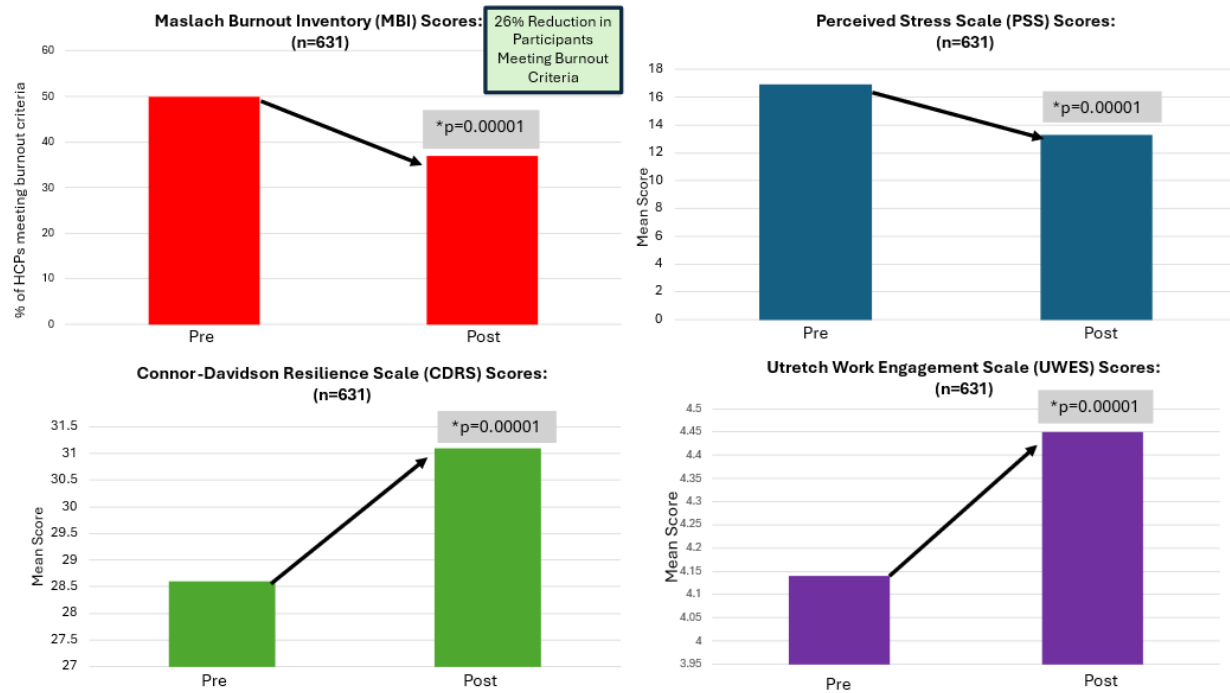 Maslach Burnout Inventory (MBI) Scores:
(n=631)
26% Reduction in
Participants
Meeting Burnout
Criteria
% of HCPs meeting burnout criteria
60
50
40
30
20
10
0
*p=0.00001
Pre
Post
Perceived Stress Scale (PSS) Scores:
(n=631)
Mean Score
18
16
14
12
10
8
6
4
2
0
*p=0.00001
Pre
Post
Connor-Davidson Resilience Scale (CDRS) Scores:
(n=631)
Mean Score
31.5
31
30.5
30
29.5
29
28.5
28
27.5
27
*p=0.00001
Pre
Post
Utretch Work Engagement Scale (UWES) Scores:
(n=631)
Mean Score
4.5
4.45
4.4
4.35
4.3
4.25
4.2
4.15
4.1
4.05
4
3.95
*p=0.00001
Pre
Post